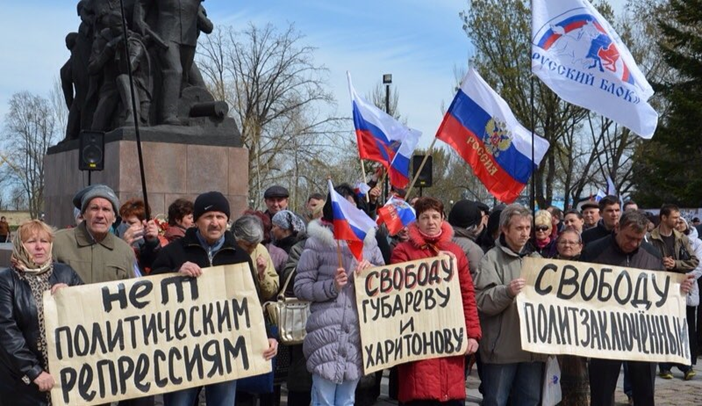 РУССКИЙ БЛОК
РОССИЯ
НЕТ
ПОЛИТИЧЕСКИМ
РЕПРЕССИЯМ
СВОБОДУ
ГУБАРЕВУ
И
ХАРИТОНОВУ
СВОБОДУ
ПОЛИТЗАКЛЮЧЁННЫМ